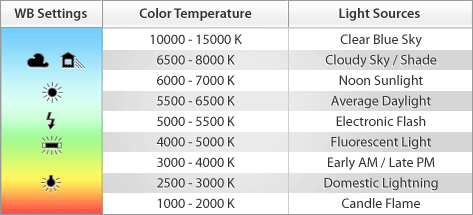 WB Settings Color Temperature Light Sources
10000 - 15000 K Clear Blue Sky
6500 - 8000 K Cloudy Sky / Shade
6000 - 7000 K Noon Sunlight
5500 - 6500 K Average Daylight
5000 - 5500 K Electronic Flash
4000 - 5000 K Fluorescent Light
3000 - 4000 K Early AM / Late PM
2500 - 3000 K Domestic Lightning
1000 - 2000 K Candle Flame